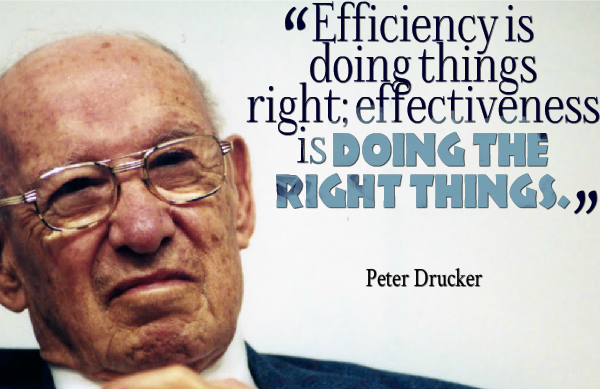 “Efficiency is
doing things
right; effectiveness
is DOING THE
RIGHT THINGS.”
Peter Drucker